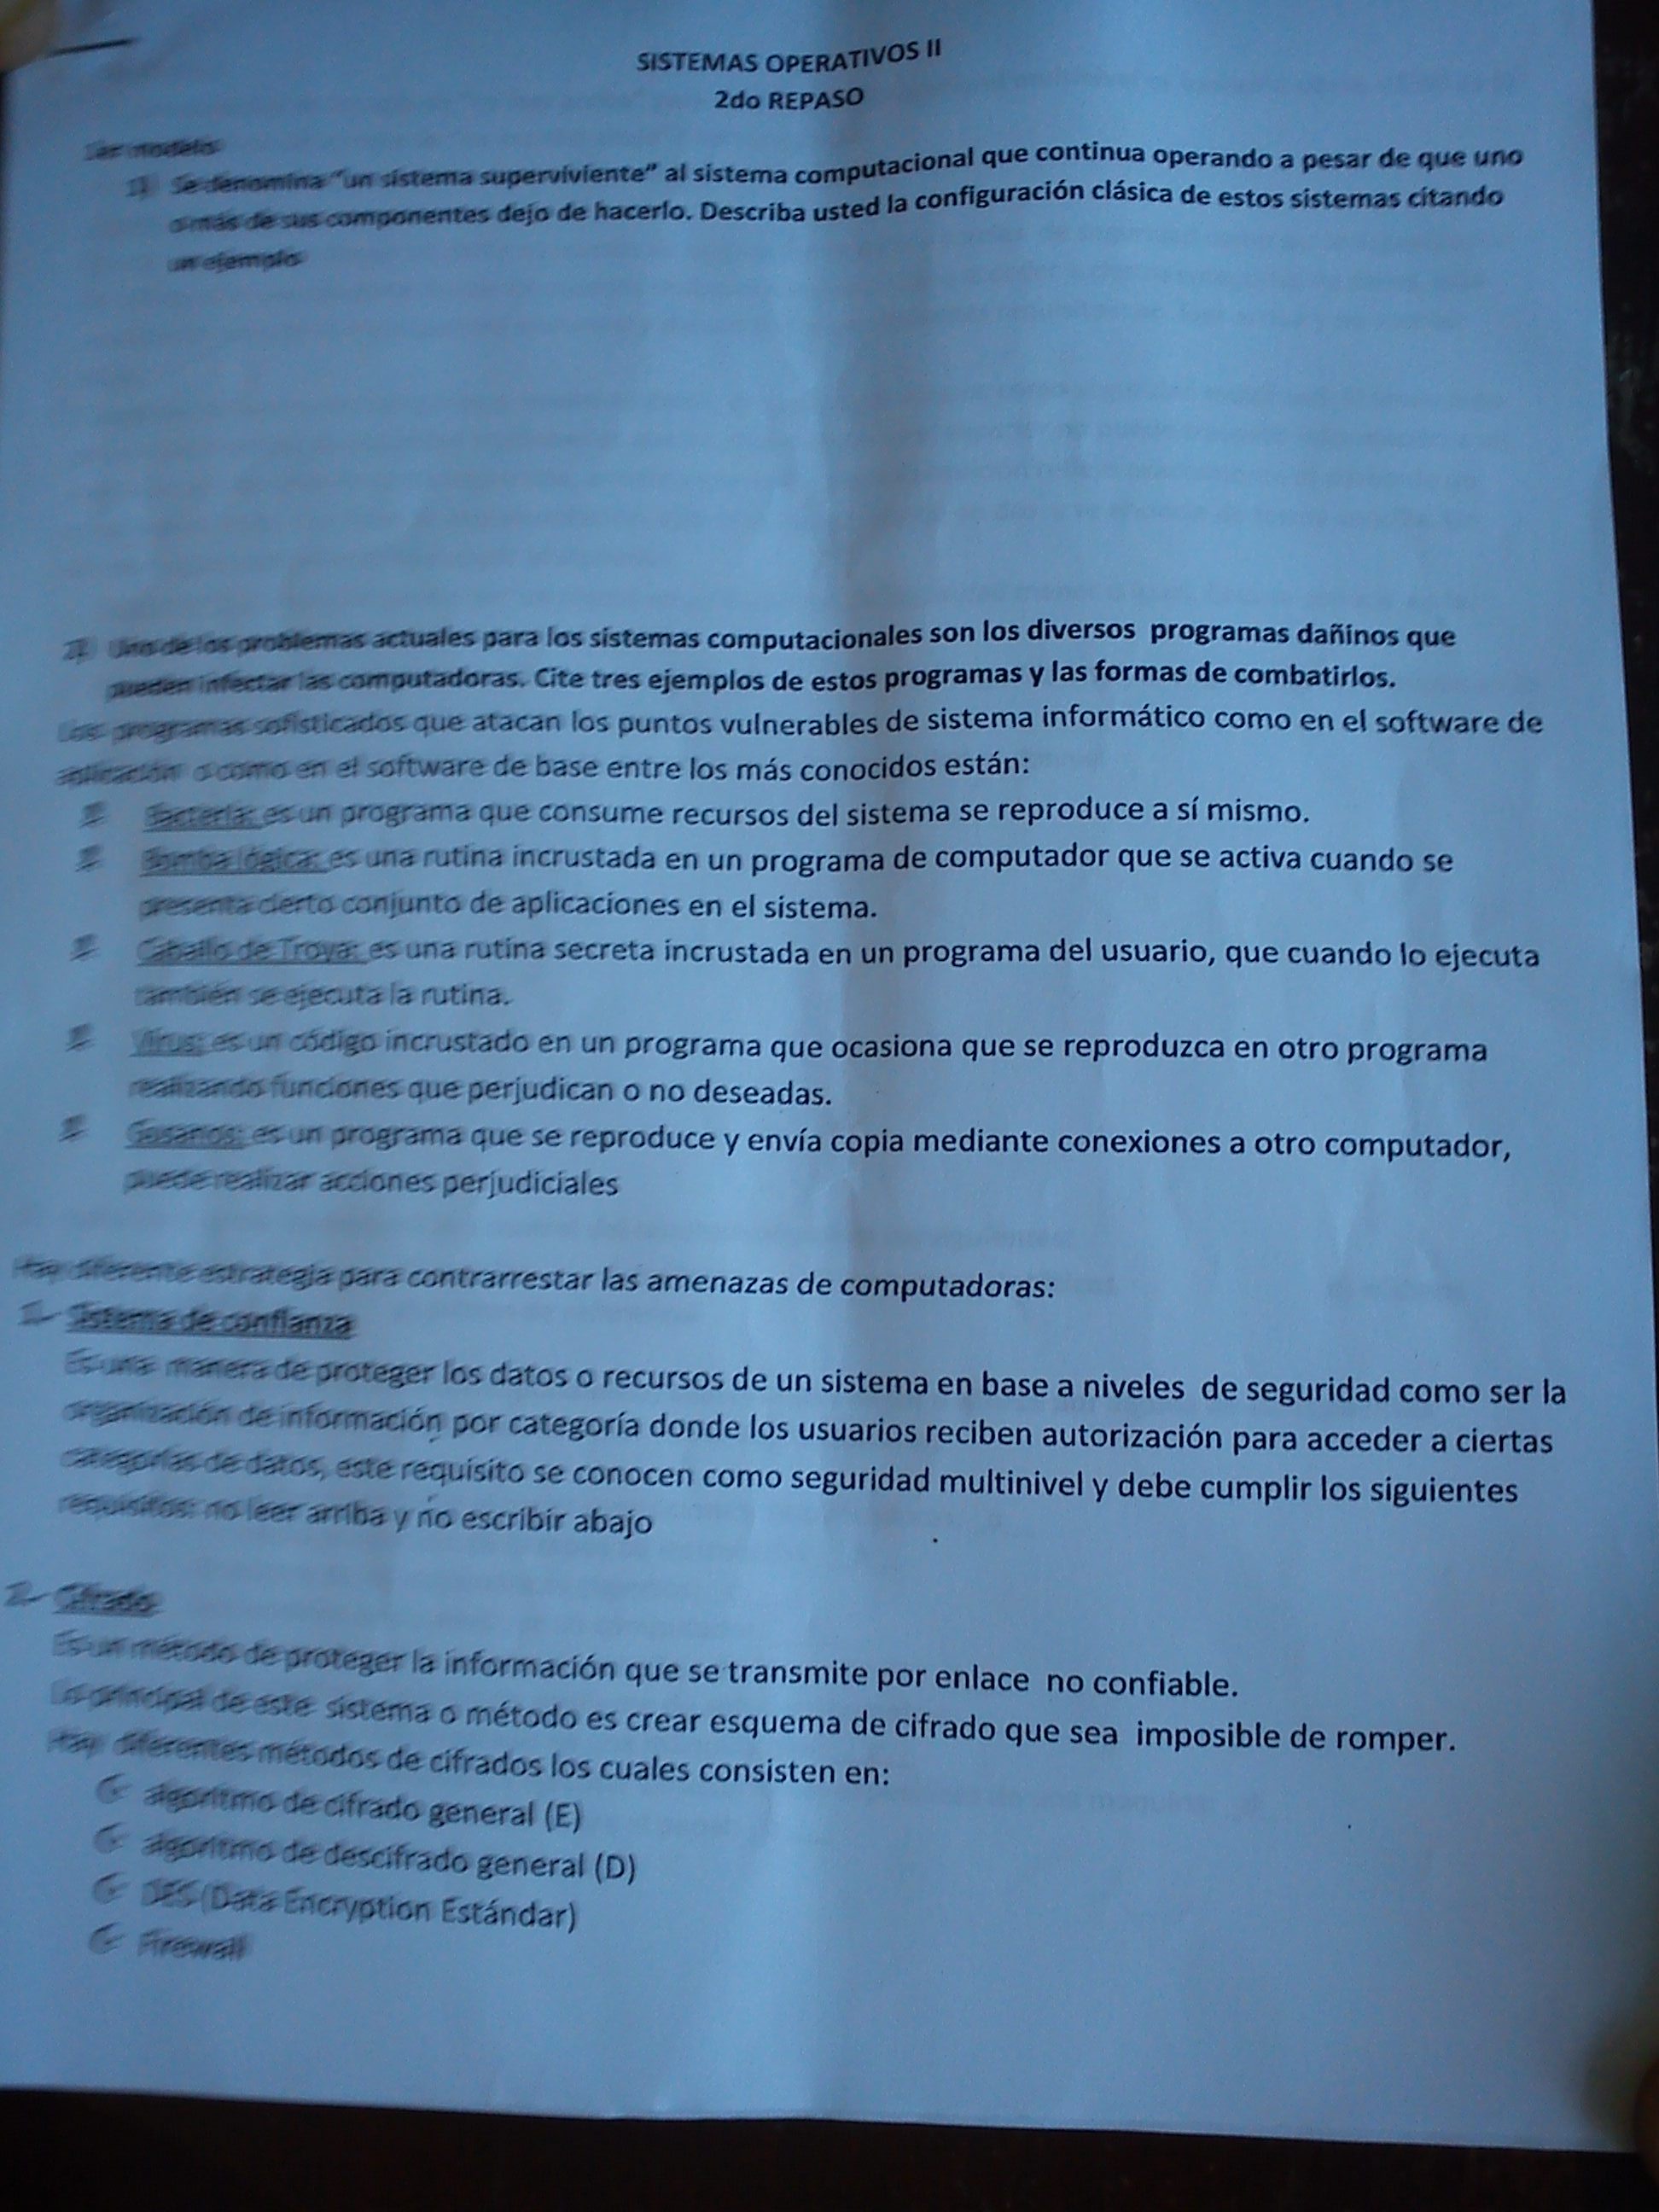 SISTEMAS OPERATIVOS II
2do REPASO
1er modelo
1) Se denomina "un sistema superviviente" al sistema computacional que continua operando a pesar de que uno
o más de sus componentes dejo de hacerlo. Describa usted la configuración clásica de estos sistemas citando
un ejemplo
2) Uno de los problemas actuales para los sistemas computacionales son los diversos programas dañinos que
pueden infectar las computadoras. Cite tres ejemplos de estos programas y las formas de combatirlos.
Los programas sofisticados que atacan los puntos vulnerables de sistema informático como en el software de
aplicación o como en el software de base entre los más conocidos están:
Bacteria: es un programa que consume recursos del sistema se reproduce a sí mismo.
Bomba lógica: es una rutina incrustada en un programa de computador que se activa cuando se
presenta cierto conjunto de aplicaciones en el sistema.
Caballo de Troya: es una rutina secreta incrustada en un programa del usuario, que cuando lo ejecuta
también se ejecuta la rutina.
Virus: es un código incrustado en un programa que ocasiona que se reproduzca en otro programa
realizando funciones que perjudican o no deseadas.
Gusanos: es un programa que se reproduce y envía copia mediante conexiones a otro computador,
puede realizar acciones perjudiciales
Hay diferente estrategia para contrarrestar las amenazas de computadoras:
1.- Sistema de confianza
Es una manera de proteger los datos o recursos de un sistema en base a niveles de seguridad como ser la
organización de información por categoría donde los usuarios reciben autorización para acceder a ciertas
categorías de datos, este requisito se conocen como seguridad multinivel y debe cumplir los siguientes
requisitos: no leer arriba y no escribir abajo
2.- Cifrado
Es un método de proteger la información que se transmite por enlace no confiable.
Lo principal de este sistema o método es crear esquema de cifrado que sea imposible de romper.
Hay diferentes métodos de cifrados los cuales consisten en:
algoritmo de cifrado general (E)
algoritmo de descifrado general (D)
DES (Data Encryption Estándar)
Firewall